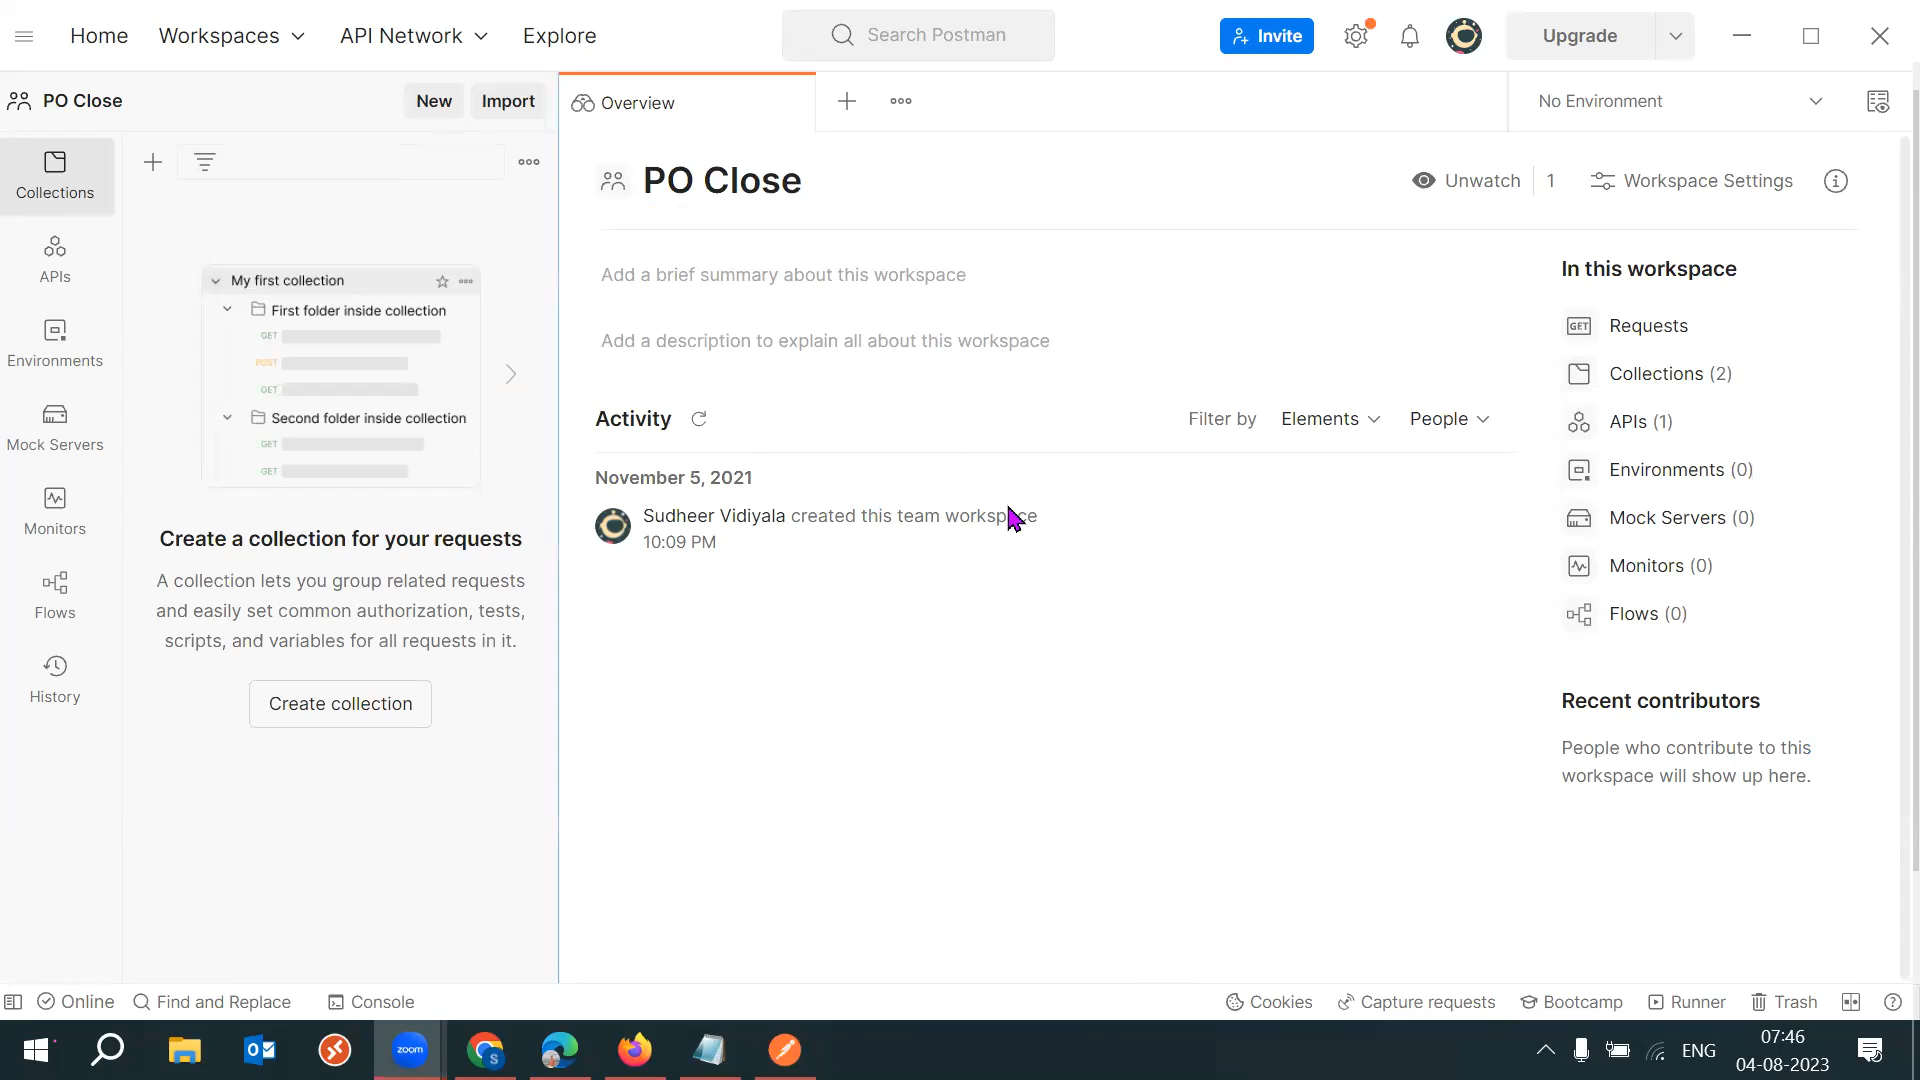 Home
Workspaces
API Network
Explore
Search Postman
Invite
Upgrade
PO Close
New
Import
Overview
No Environment
Collections
APIs
Environments
Mock Servers
Monitors
Flows
History
My first collection
First folder inside collection
GET
POST
GET
Second folder inside collection
GET
GET
Create a collection for your requests
A collection lets you group related requests
and easily set common authorization, tests,
scripts, and variables for all requests in it.
Create collection
PO Close
Unwatch 1
Workspace Settings
Add a brief summary about this workspace
Add a description to explain all about this workspace
Activity
Filter by
Elements
People
November 5, 2021
Sudheer Vidiyala created this team workspace
10:09 PM
In this workspace
GET Requests
Collections (2)
APIs (1)
Environments (0)
Mock Servers (0)
Monitors (0)
Flows (0)
Recent contributors
People who contribute to this
workspace will show up here.
Online
Find and Replace
Console
Cookies
Capture requests
Bootcamp
Runner
Trash
zoom
S
ENG
07:46
04-08-2023